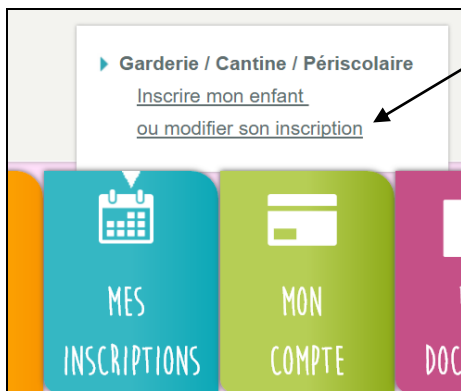 Garderie / Cantine / Périscolaire
Inscrire mon enfant
ou modifier son inscription
MES
INSCRIPTIONS
MON
COMPTE